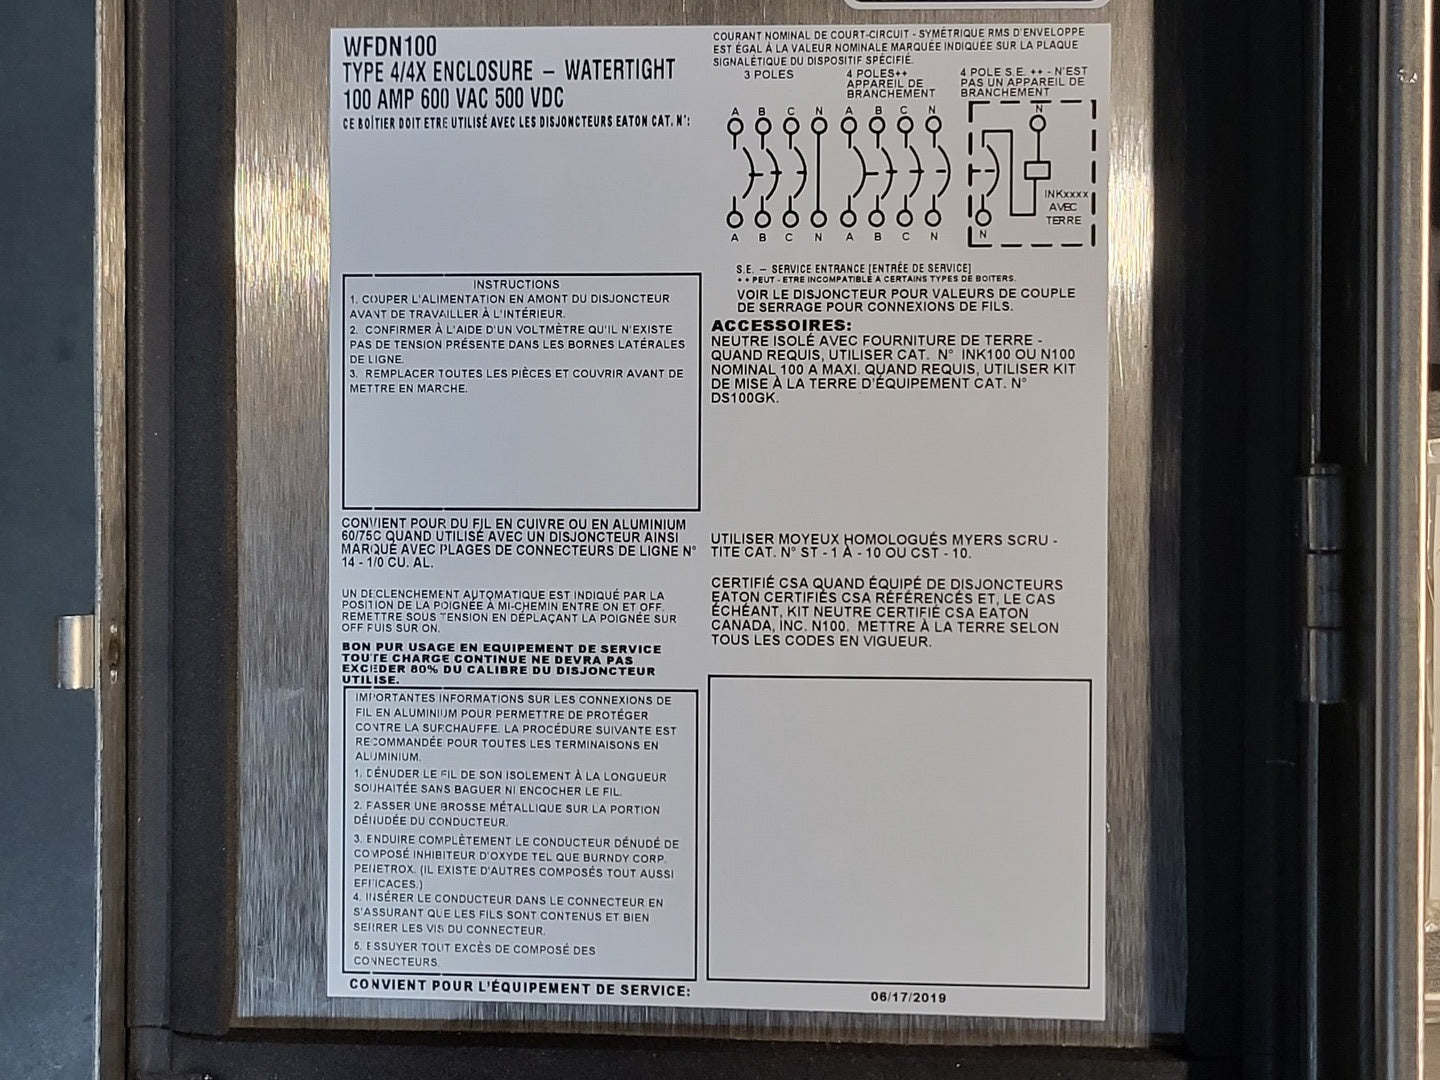 WFDN100
TYPE 4/4X ENCLOSURE – WATERTIGHT
100 AMP 600 VAC 500 VDC
CE BOÎTIER DOIT ETRE UTILISÉ AVEC LES DISJONCTEURS EATON CAT. N°:
INSTRUCTIONS
1. COUPER L'ALIMENTATION EN AMONT DU DISJONCTEUR
AVANT DE TRAVAILLER À L'INTÉRIEUR.
2. CONFIRMER À L'AIDE D'UN VOLTMÈTRE QU'IL N'EXISTE
PAS DE TENSION PRÉSENTE DANS LES BORNES LATÉRALES
DE LIGNE.
3. REMPLACER TOUTES LES PIÈCES ET COUVRIR AVANT DE
METTRE EN MARCHE.
CONVIENT POUR DU FIL EN CUIVRE OU EN ALUMINIUM
60/75C QUAND UTILISÉ AVEC UN DISJONCTEUR AINSI
MARQUÉ AVEC PLAGES DE CONNECTEURS DE LIGNE N°
14 - 1/0 CU. AL.
UN DECLENCHEMENT AUTOMATIQUE EST INDIQUÉ PAR LA
POSITION DE LA POIGNÉE À MI-CHEMIN ENTRE ON ET OFF.
REMETTRE SOUS TENSION EN DÉPLAÇANT LA POIGNÉE SUR
OFF PUIS SUR ON.
BON PUR USAGE EN EQUIPEMENT DE SERVICE
TOUTE CHARGE CONTINUE NE DEVRA PAS
EXCEDER 80% DU CALIBRE DU DISJONCTEUR
UTILISE.
IMPORTANTES INFORMATIONS SUR LES CONNEXIONS DE
FIL EN ALUMINIUM POUR PERMETTRE DE PROTÉGER
CONTRE LA SURCHAUFFE. LA PROCÉDURE SUIVANTE EST
RECOMMANDÉE POUR TOUTES LES TERMINAISONS EN
ALUMINIUM.
1. DÉNUDER LE FIL DE SON ISOLEMENT À LA LONGUEUR
SOUHAITÉE SANS BAGUER NI ENCOCHER LE FIL.
2. PASSER UNE BROSSE MÉTALLIQUE SUR LA PORTION
DÉNUDÉE DU CONDUCTEUR.
3. ENDUIRE COMPLÈTEMENT LE CONDUCTEUR DÉNUDÉ DE
COMPOSÉ INHIBITEUR D'OXYDE TEL QUE BURNDY CORP.
PENETROX. (IL EXISTE D'AUTRES COMPOSÉS TOUT AUSSI
EFFICACES.)
4. INSÉRER LE CONDUCTEUR DANS LE CONNECTEUR EN
S'ASSURANT QUE LES FILS SONT CONTENUS ET BIEN
SERRER LES VIS DU CONNECTEUR.
5. ESSUYER TOUT EXCÈS DE COMPOSÉ DES
CONNECTEURS.
CONVIENT POUR L'ÉQUIPEMENT DE SERVICE:
COURANT NOMINAL DE COURT-CIRCUIT - SYMÉTRIQUE RMS D'ENVELOPPE
EST ÉGAL À LA VALEUR NOMINALE MARQUÉE INDIQUÉE SUR LA PLAQUE
SIGNALÉTIQUE DU DISPOSITIF SPÉCIFIÉ.
3 POLES
4 POLES++
APPAREIL DE
BRANCHEMENT
4 POLE S.E. ++ - N'EST
PAS UN APPAREIL DE
BRANCHEMENT
A B C N A B C N N
INKxxxx
AVEC
TERRE
A B C N A B C N N
S.E. – SERVICE ENTRANCE [ENTRÉE DE SERVICE]
++ PEUT - ETRE INCOMPATIBLE A CERTAINS TYPES DE BOITERS.
VOIR LE DISJONCTEUR POUR VALEURS DE COUPLE
DE SERRAGE POUR CONNEXIONS DE FILS.
ACCESSOIRES:
NEUTRE ISOLÉ AVEC FOURNITURE DE TERRE -
QUAND REQUIS, UTILISER CAT. N° INK100 OU N100
NOMINAL 100 A MAXI. QUAND REQUIS, UTILISER KIT
DE MISE À LA TERRE D'ÉQUIPEMENT CAT. N°
DS100GK.
UTILISER MOYEUX HOMOLOGUÉS MYERS SCRU -
TITE CAT. N° ST - 1 À - 10 OU CST - 10.
CERTIFIÉ CSA QUAND ÉQUIPÉ DE DISJONCTEURS
EATON CERTIFIÉS CSA RÉFÉRENCÉS ET, LE CAS
ÉCHÉANT, KIT NEUTRE CERTIFIÉ CSA EATON
CANADA, INC. N100. METTRE À LA TERRE SELON
TOUS LES CODES EN VIGUEUR.
06/17/2019